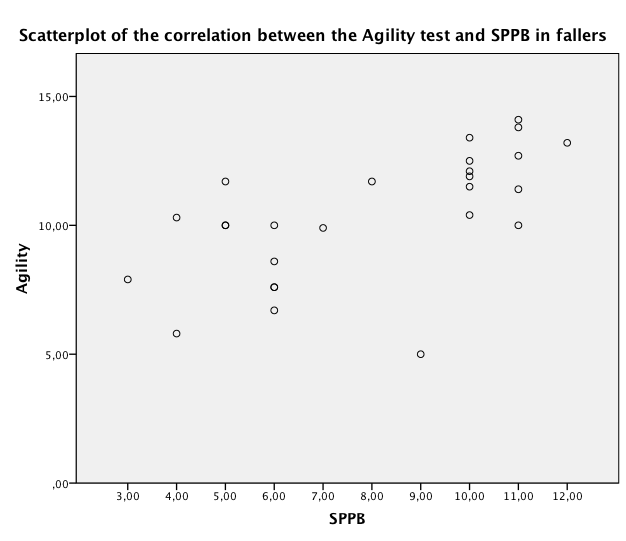 Scatterplot of the correlation between the Agility test and SPPB in fallers
15,00
10,00
Agility
5,00
,00
3,00 4,00 5,00 6,00 7,00 8,00 9,00 10,00 11,00 12,00
SPPB